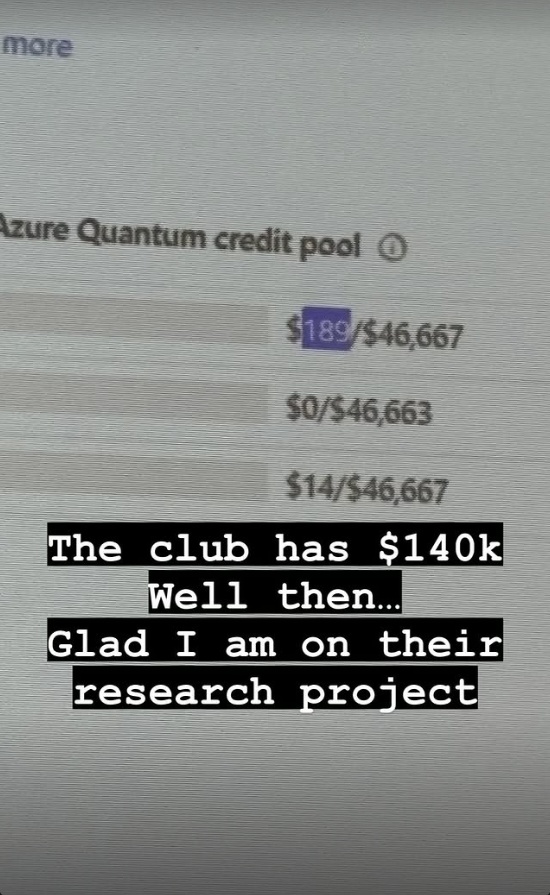 more
Azure Quantum credit pool
$189/$46,667
$0/$46,663
$14/$46,667
The club has $140k
Well then...
Glad I am on their
research project